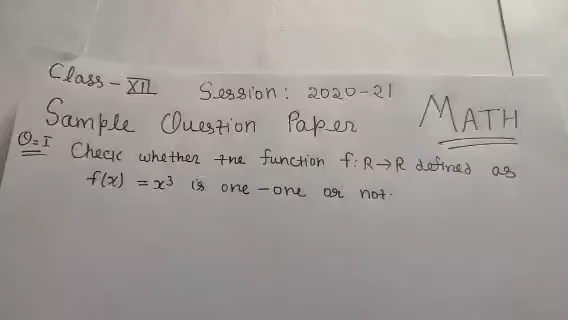 Class - XII Session: 2020-21
Sample Question Paper MATH
Q=I Check whether the function f: R→R defined as
f(x) = x³ is one-one or not.